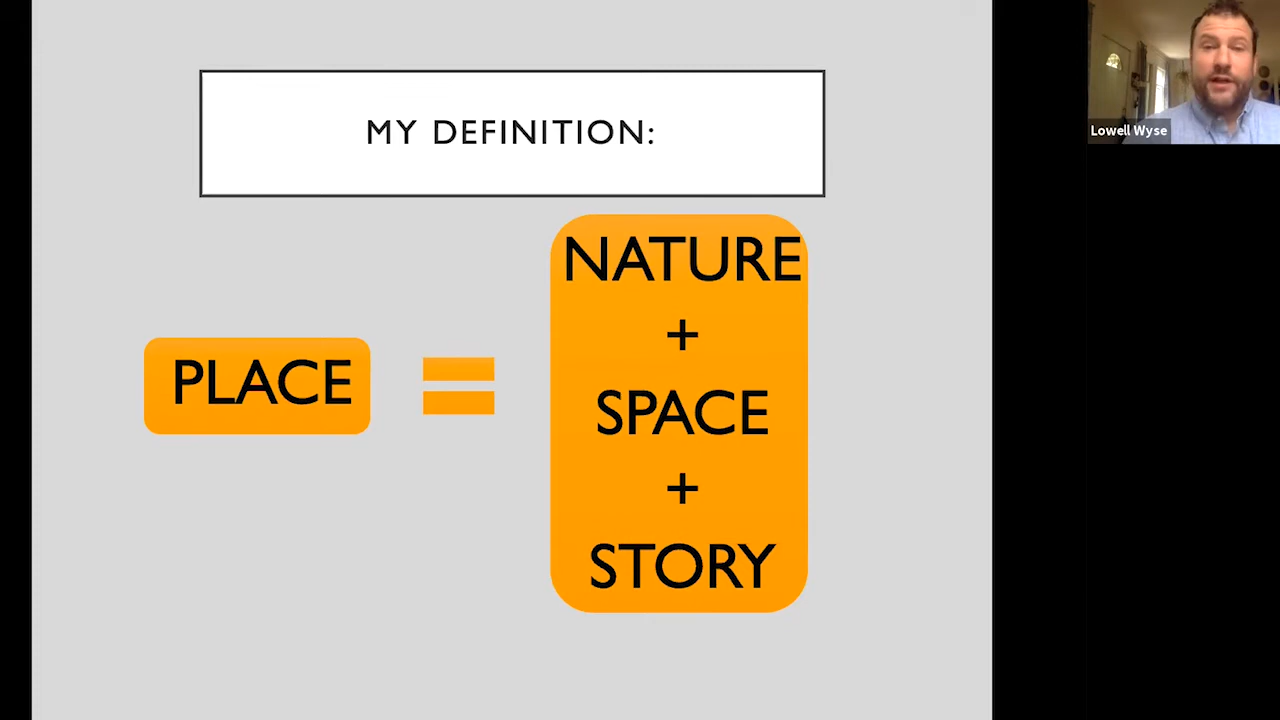 MY DEFINITION:
PLACE
=
NATURE
+
SPACE
+
STORY
Lowell Wyse